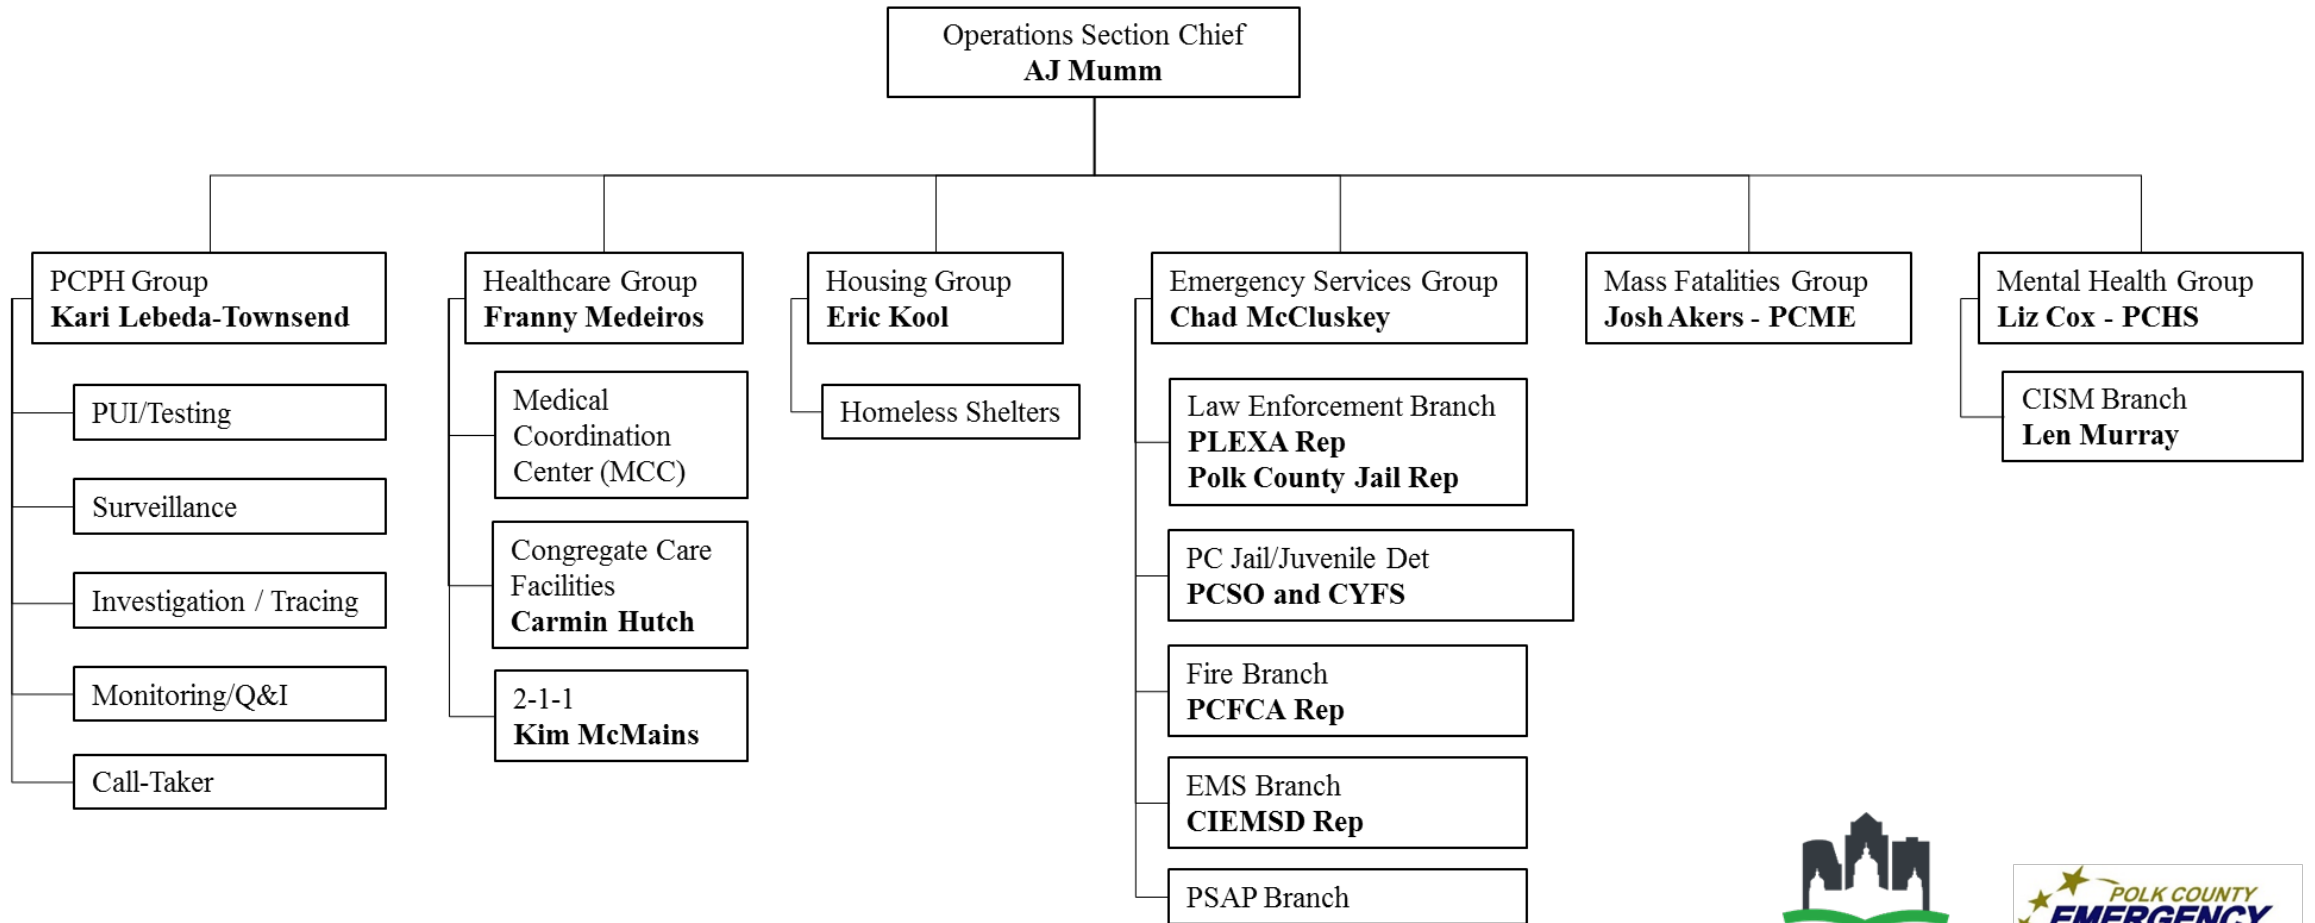 Operations Section Chief
AJ Mumm
PCPH Group
Kari Lebeda-Townsend
PUI/Testing
Surveillance
Investigation / Tracing
Monitoring/Q&I
Call-Taker
Healthcare Group
Franny Medeiros
Medical
Coordination
Center (MCC)
Congregate Care
Facilities
Carmin Hutch
2-1-1
Kim McMains
Housing Group
Eric Kool
Homeless Shelters
Emergency Services Group
Chad McCluskey
Law Enforcement Branch
PLEXA Rep
Polk County Jail Rep
PC Jail/Juvenile Det
PCSO and CYFS
Fire Branch
PCFCA Rep
EMS Branch
CIEMSD Rep
PSAP Branch
Mass Fatalities Group
Josh Akers - PCME
Mental Health Group
Liz Cox - PCHS
CISM Branch
Len Murray
POLK COUNTY
EMERGENCY